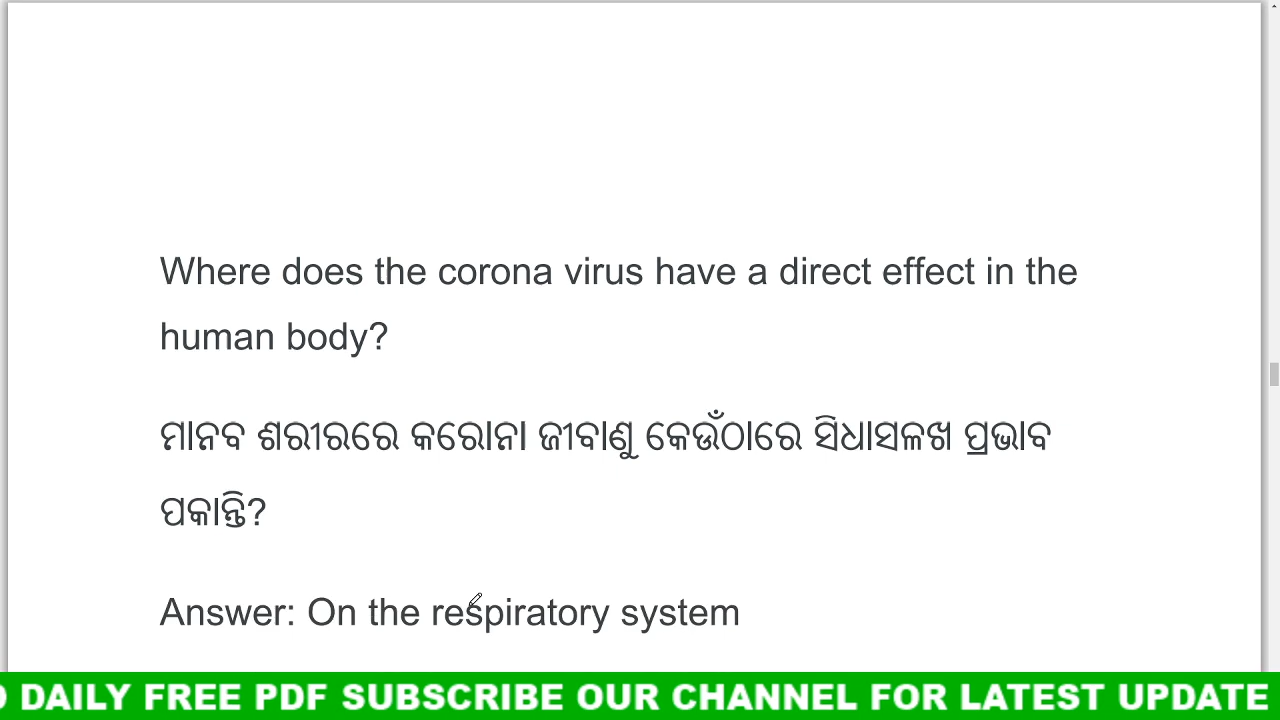 Where does the corona virus have a direct effect in the
human body?
ମାନବ ଶରୀରରେ କରୋନା ଜୀବାଣୁ କେଉଁଠାରେ ସିଧାସଳଖ ପ୍ରଭାବ
ପକାନ୍ତି?
Answer: On the respiratory system
DAILY FREE PDF SUBSCRIBE OUR CHANNEL FOR LATEST UPDATE